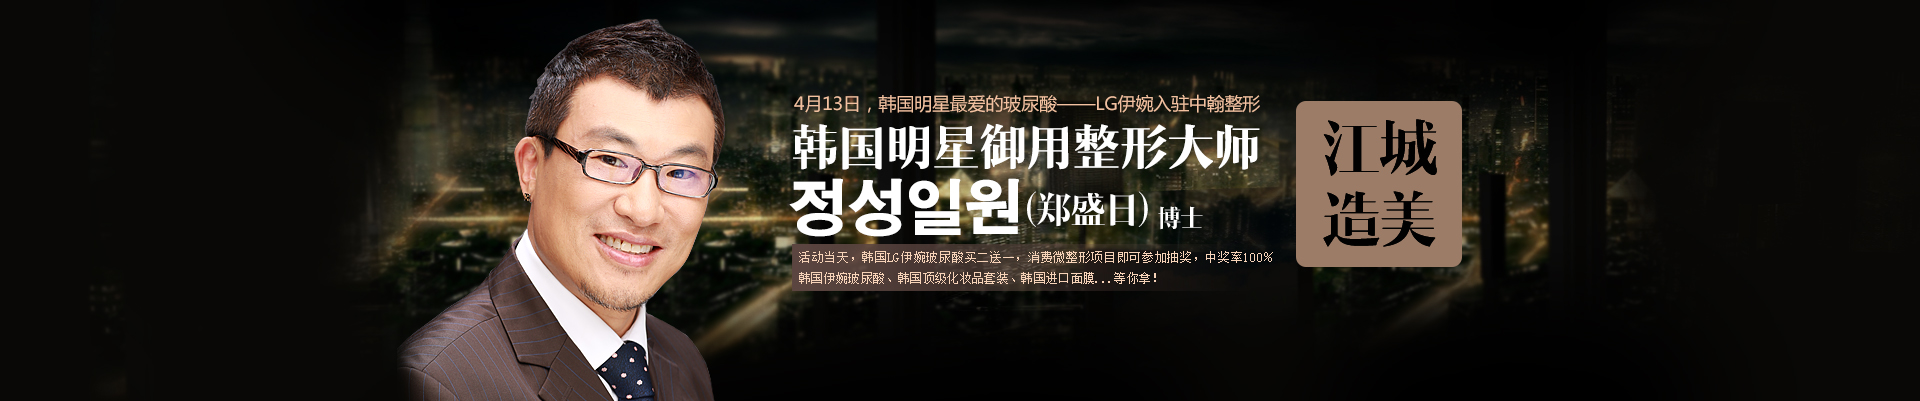 4月13日，韩国明星最爱的玻尿酸——LG伊婉入驻中翰整形
韩国明星御用整形大师
정성일원(郑盛日) 博士
活动当天，韩国LG伊婉玻尿酸买二送一，消费微整形项目即可参加抽奖，中奖率100%
韩国伊婉玻尿酸、韩国顶级化妆品套装、韩国进口面膜...等你拿！
江城
造美